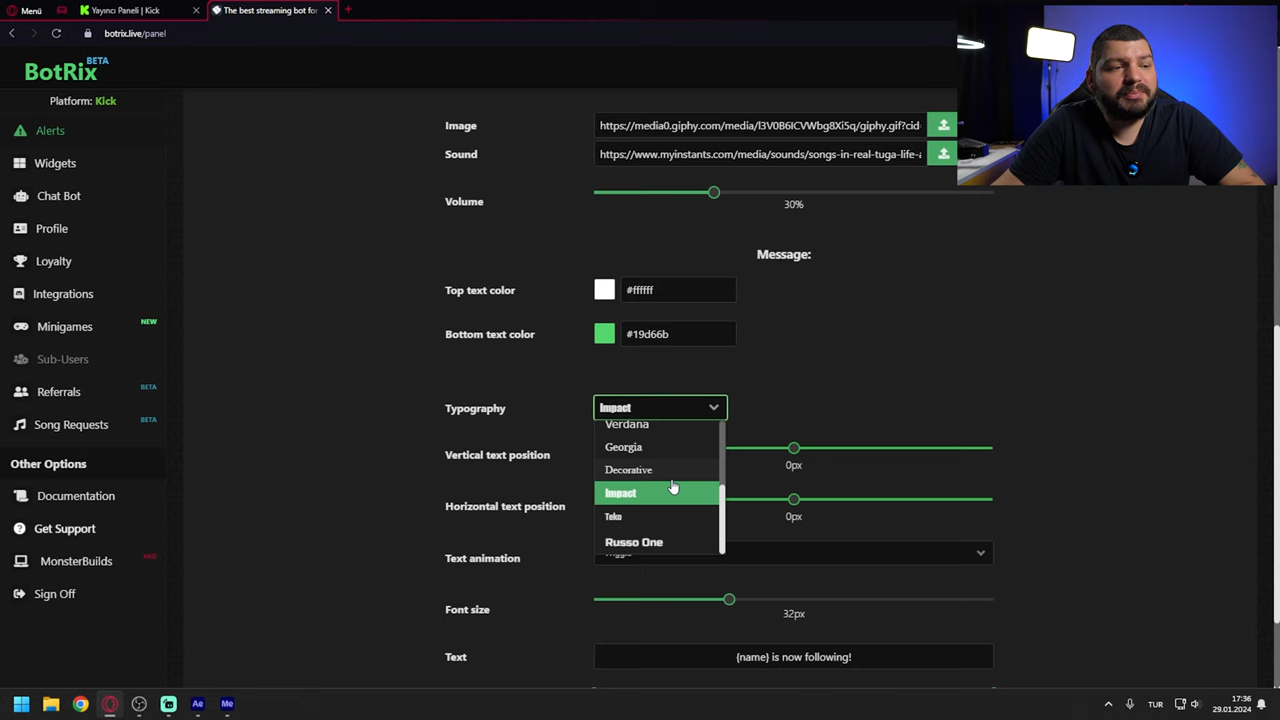 Menü
Yayıncı Paneli | Kick
The best streaming bot for
botrix.live/panel
BotRix
BETA
Platform: Kick
Alerts
Widgets
Chat Bot
Profile
Loyalty
Integrations
Minigames
NEW
Sub-Users
Referrals
BETA
Song Requests
BETA
Other Options
Documentation
Get Support
MonsterBuilds
Sign Off
Image
https://media0.giphy.com/media/l3V0B6ICVWbg8Xi5q/giphy.gif?cid
Sound
https://www.myinstants.com/media/sounds/songs-in-real-tuga-life-
Volume
30%
Message:
Top text color
#ffffff
Bottom text color
#19d66b
Typography
Impact
Verdana
Georgia
Decorative
Impact
Teko
Russo One
Vertical text position
0px
Horizontal text position
0px
Text animation
Font size
32px
Text
{name} is now following!
Ae
Me
TUR
17:36
29.01.2024